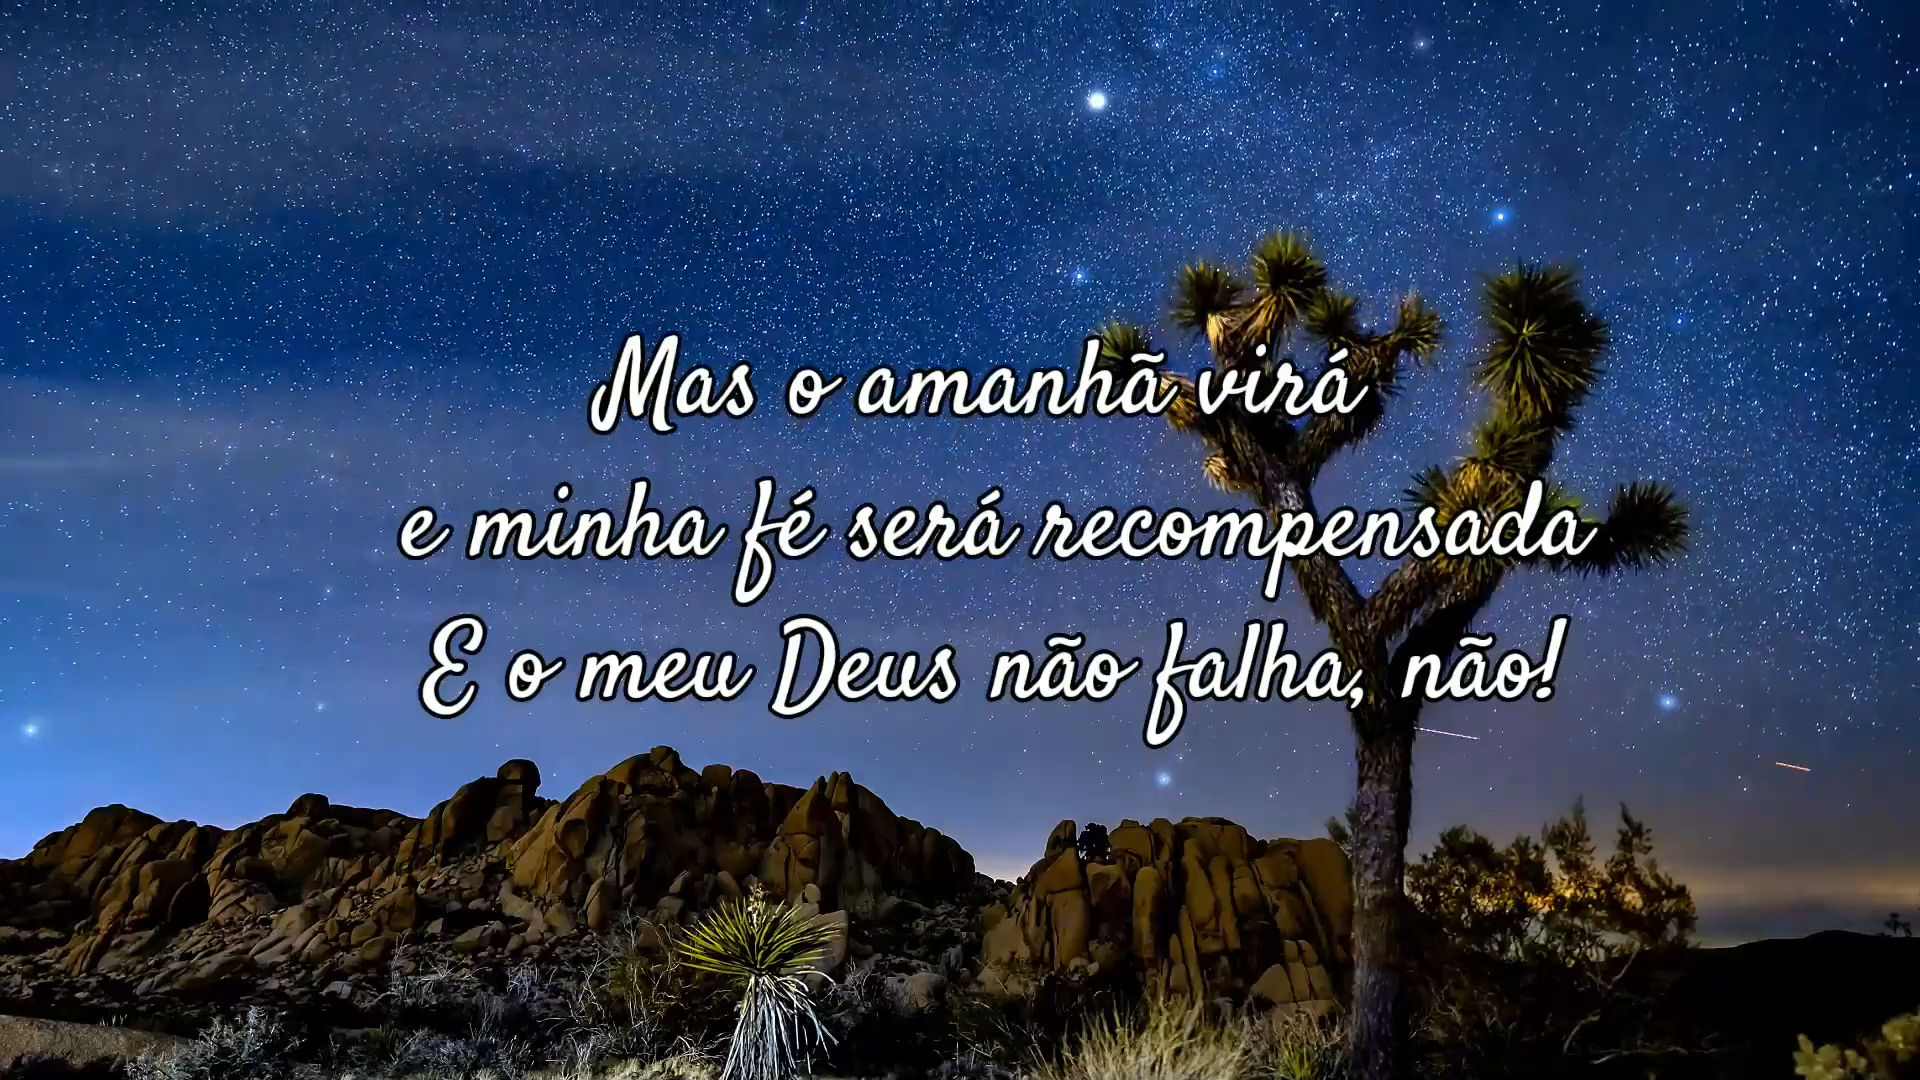 Mas o amanhã virá
e minha fé será recompensada
E o meu Deus não falha, não!